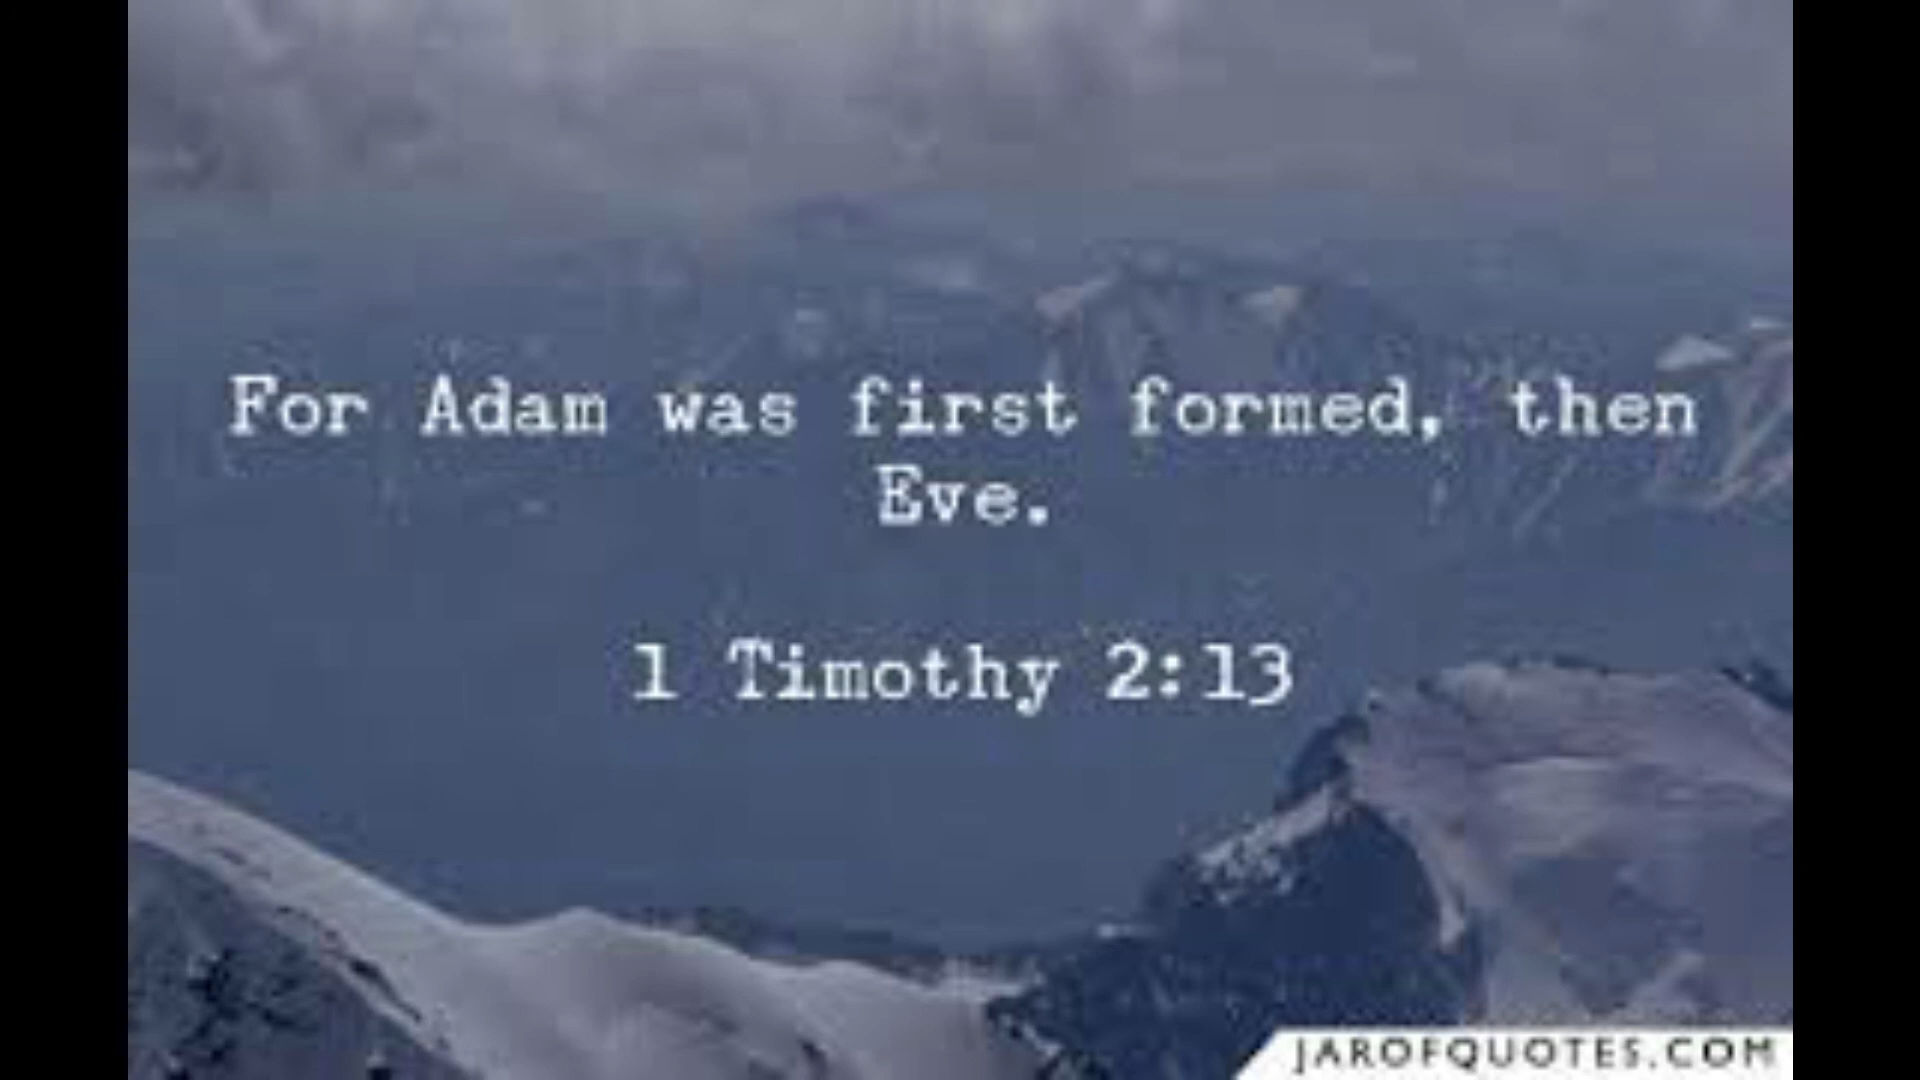 For Adam was first formed, then
Eve.
1 Timothy 2:13
JAROFQUOTES.COM